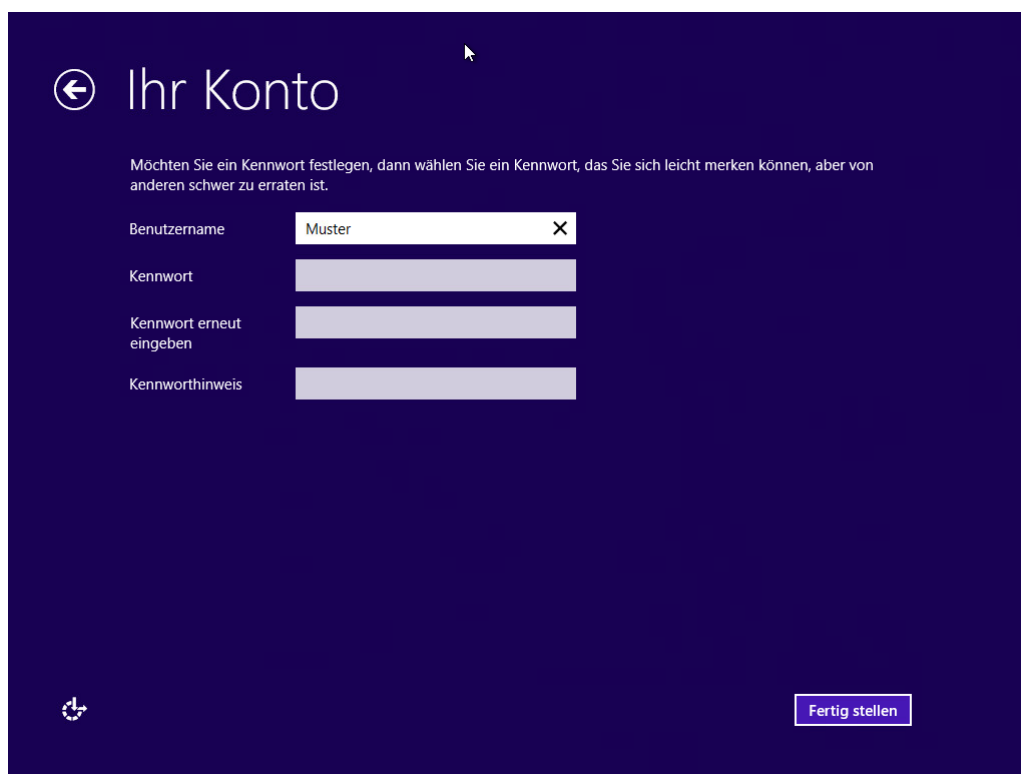 Ihr Konto
Möchten Sie ein Kennwort festlegen, dann wählen Sie ein Kennwort, das Sie sich leicht merken können, aber von
anderen schwer zu erraten ist.
Benutzername
Muster
Kennwort
Kennwort erneut
eingeben
Kennworthinweis
Fertig stellen